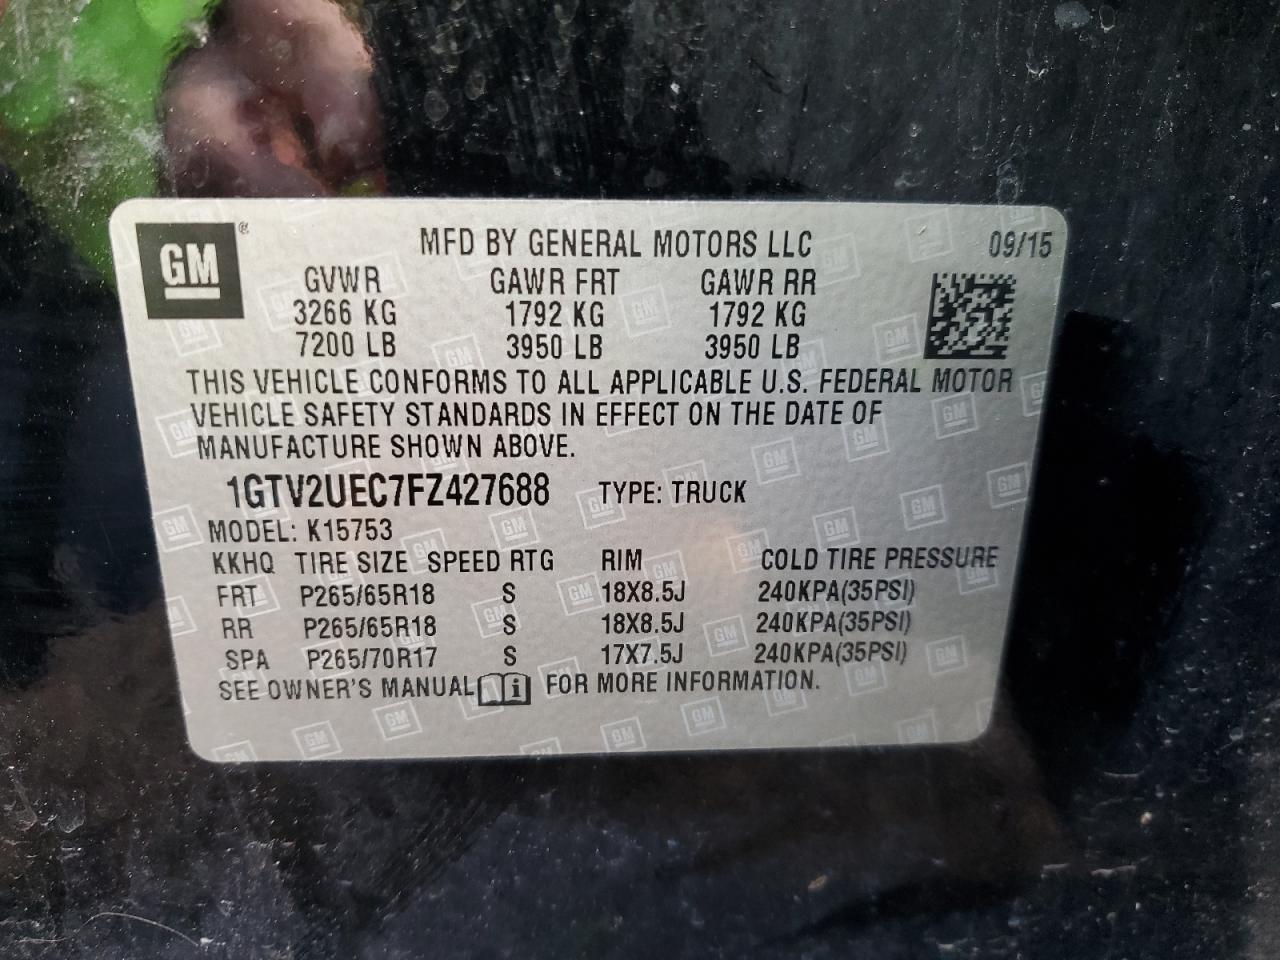 GM ® MFD BY GENERAL MOTORS LLC 09/15
GVWR GAWR FRT GAWR RR
3266 KG 1792 KG 1792 KG
7200 LB 3950 LB 3950 LB
THIS VEHICLE CONFORMS TO ALL APPLICABLE U.S. FEDERAL MOTOR
VEHICLE SAFETY STANDARDS IN EFFECT ON THE DATE OF
MANUFACTURE SHOWN ABOVE.
1GTV2UEC7FZ427688 TYPE: TRUCK
MODEL: K15753
KKHQ TIRE SIZE SPEED RTG RIM COLD TIRE PRESSURE
FRT P265/65R18 S 18X8.5J 240KPA(35PSI)
RR P265/65R18 S 18X8.5J 240KPA(35PSI)
SPA P265/70R17 S 17X7.5J 240KPA(35PSI)
SEE OWNER'S MANUAL i FOR MORE INFORMATION.